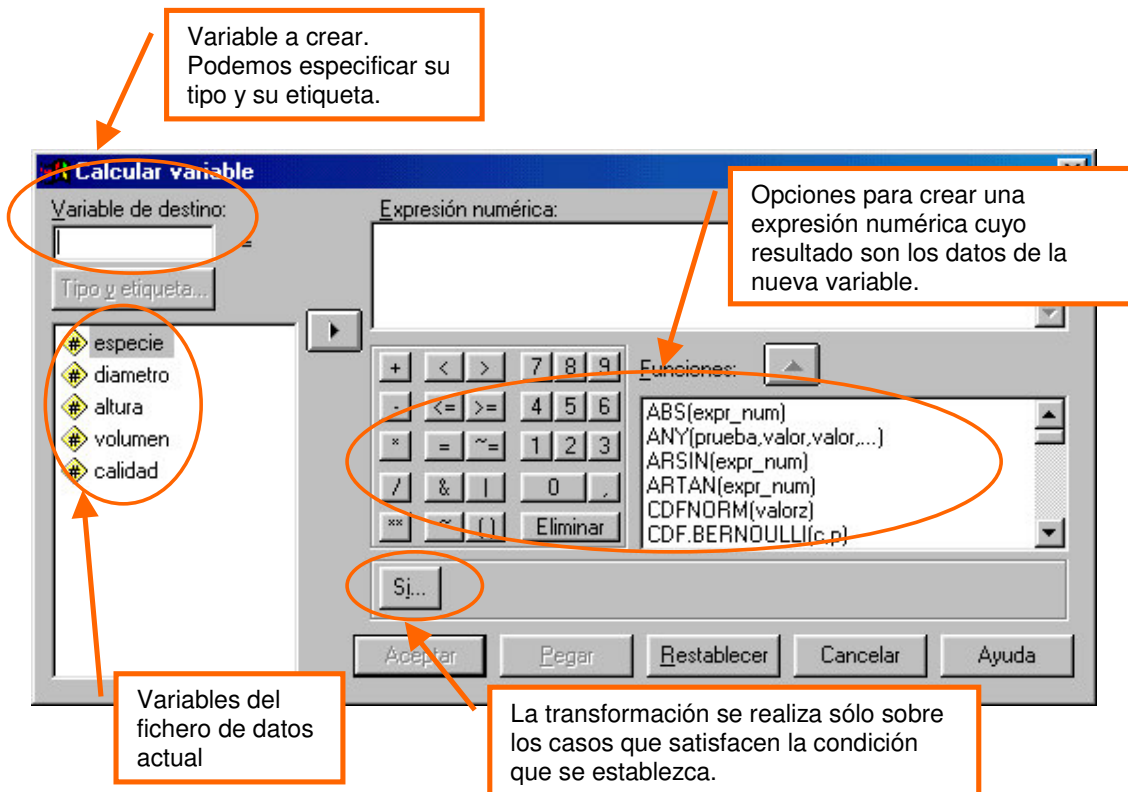 Variable a crear.
Podemos especificar su
tipo y su etiqueta.
Calcular variable
Variable de destino:
=
Tipo y etiqueta...
especie
diametro
altura
volumen
calidad
Expresión numérica:
Opciones para crear una
expresión numérica cuyo
resultado son los datos de la
nueva variable.
+ < > 7 8 9
- <= >= 4 5 6
* = ~= 1 2 3
/ & | 0 ,
** ~ () Eliminar
Funciones:
ABS(expr_num)
ANY(prueba,valor,valor,...)
ARSIN(expr_num)
ARTAN(expr_num)
CDFNORM(valorz)
CDF.BERNOULLI(c,p)
Si...
Aceptar Pegar Restablecer Cancelar Ayuda
Variables del
fichero de datos
actual
La transformación se realiza sólo sobre
los casos que satisfacen la condición
que se establezca.